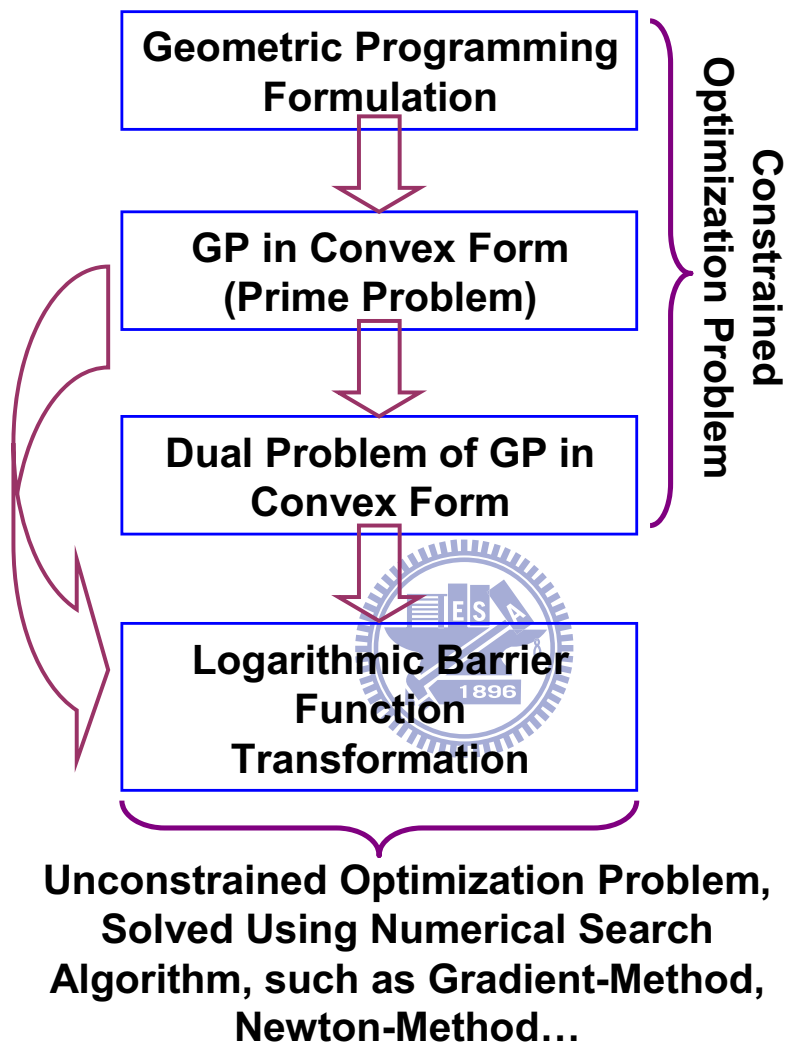 Geometric Programming
Formulation
GP in Convex Form
(Prime Problem)
Dual Problem of GP in
Convex Form
Logarithmic Barrier
Function
Transformation
Constrained
Optimization Problem
Unconstrained Optimization Problem,
Solved Using Numerical Search
Algorithm, such as Gradient-Method,
Newton-Method…
E S A
1896